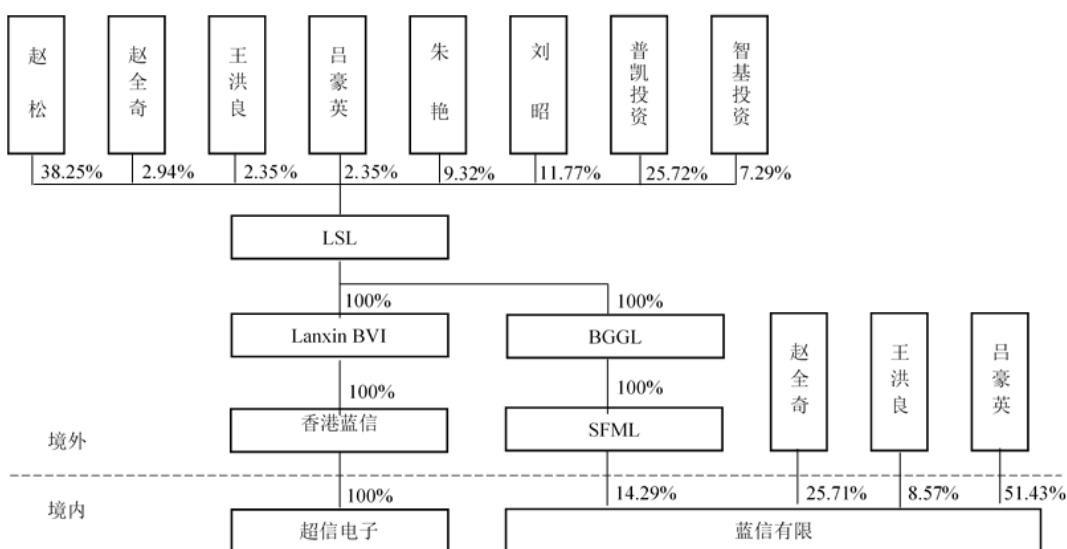 赵松
赵全奇
王洪良
吕豪英
朱艳
刘昭
普凯投资
智基投资
38.25%
2.94%
2.35%
2.35%
9.32%
11.77%
25.72%
7.29%
LSL
100%
100%
Lanxin BVI
BGGL
赵全奇
王洪良
吕豪英
100%
100%
香港蓝信
SFML
境外
境内
100%
14.29%
25.71%
8.57%
51.43%
超信电子
蓝信有限